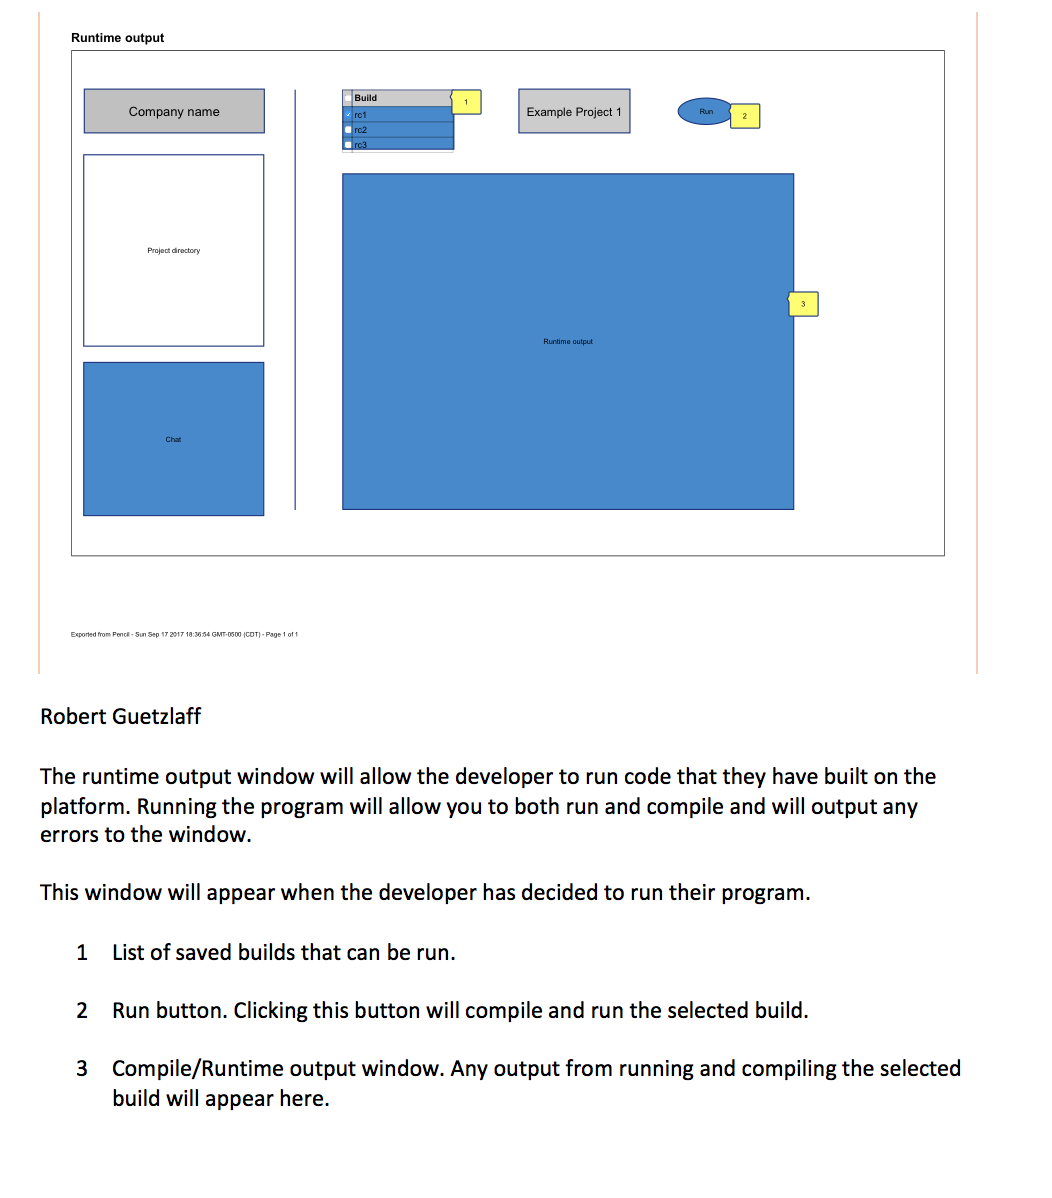 Runtime output
Company name
Build
1
rc1
rc2
rc3
Example Project 1
Run
2
Project directory
3
Runtime output
Chat
Exported from Pencil - Sun Sep 17 2017 18:36:54 GMT-0500 (CDT) - Page 1 of 1
Robert Guetzlaff
The runtime output window will allow the developer to run code that they have built on the
platform. Running the program will allow you to both run and compile and will output any
errors to the window.
This window will appear when the developer has decided to run their program.
1 List of saved builds that can be run.
2 Run button. Clicking this button will compile and run the selected build.
3 Compile/Runtime output window. Any output from running and compiling the selected
build will appear here.